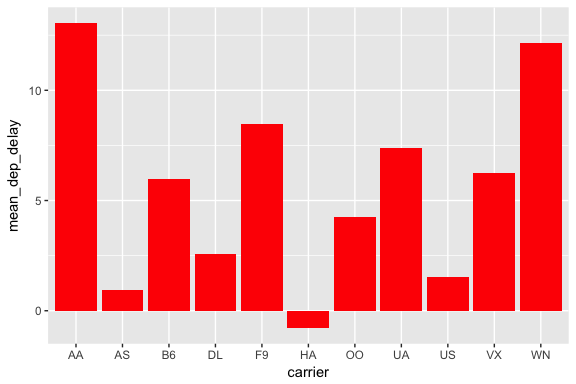 mean_dep_delay
10
5
0
AA AS B6 DL F9 HA OO UA US VX WN
carrier